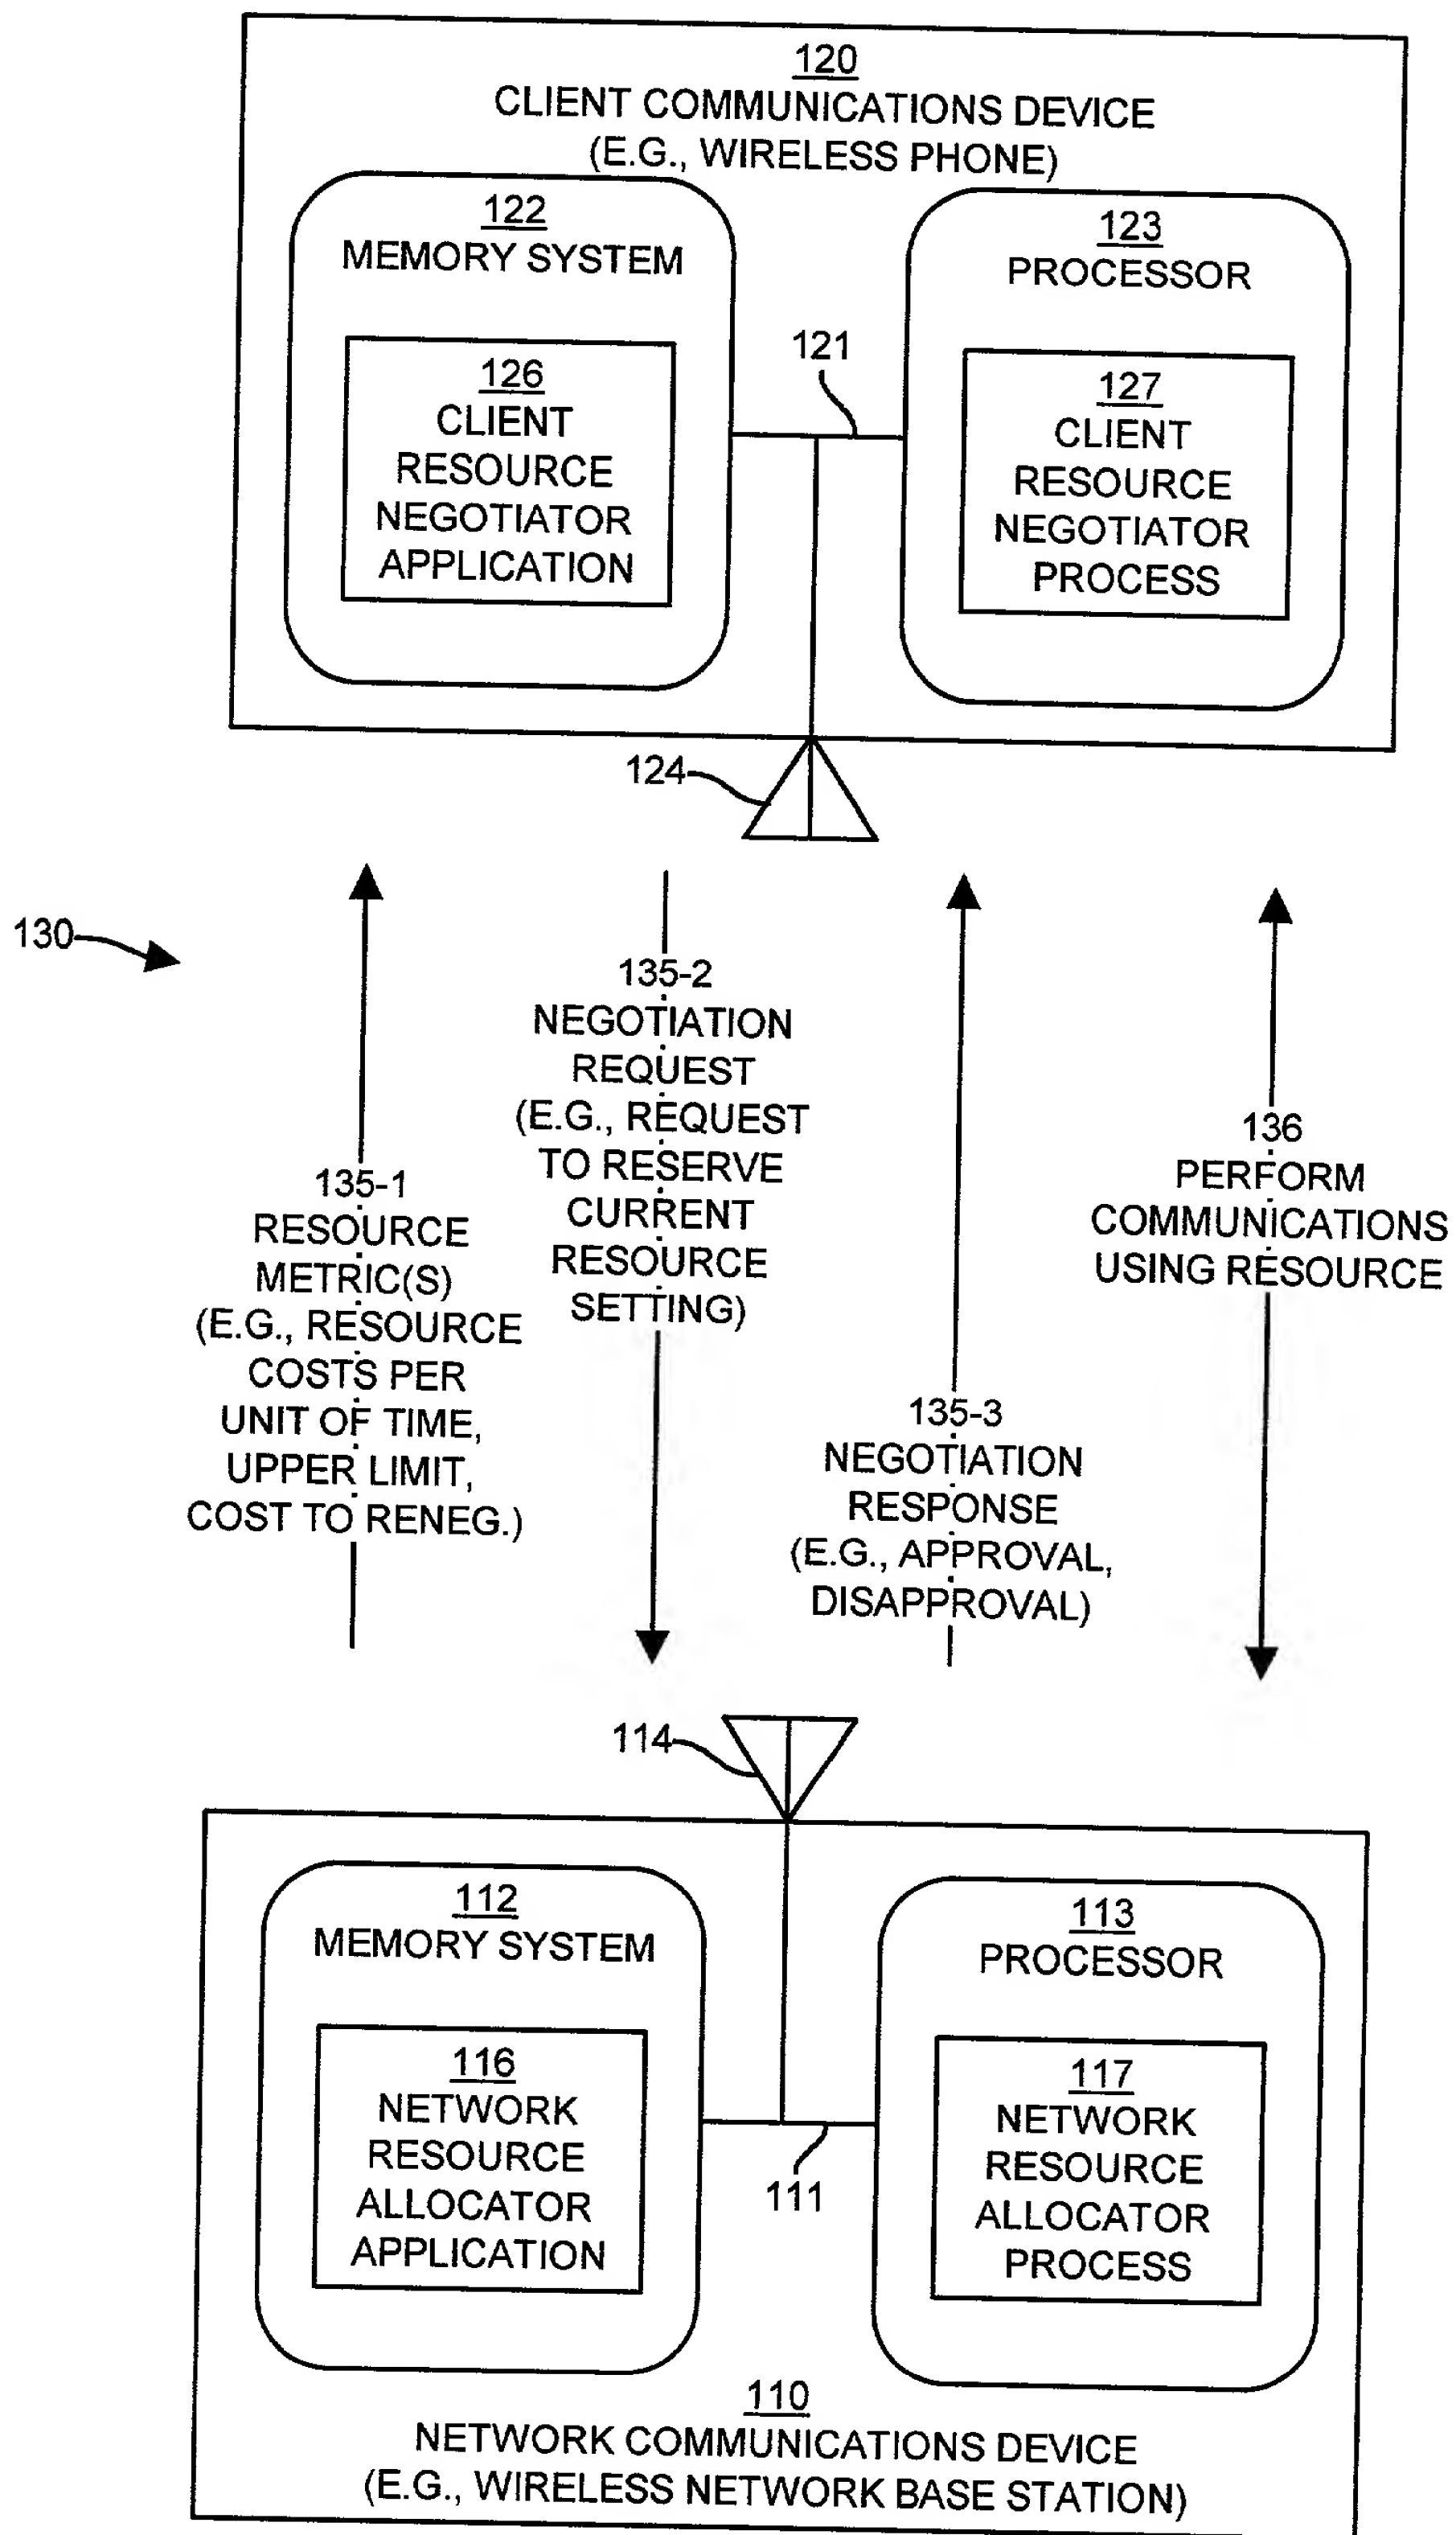 120
CLIENT COMMUNICATIONS DEVICE
(E.G., WIRELESS PHONE)
122
MEMORY SYSTEM
126
CLIENT
RESOURCE
NEGOTIATOR
APPLICATION
121
123
PROCESSOR
127
CLIENT
RESOURCE
NEGOTIATOR
PROCESS
124
130
135-1
RESOURCE
METRIC(S)
(E.G., RESOURCE
COSTS PER
UNIT OF TIME,
UPPER LIMIT,
COST TO RENEG.)
135-2
NEGOTIATION
REQUEST
(E.G., REQUEST
TO RESERVE
CURRENT
RESOURCE
SETTING)
135-3
NEGOTIATION
RESPONSE
(E.G., APPROVAL,
DISAPPROVAL)
136
PERFORM
COMMUNICATIONS
USING RESOURCE
114
112
MEMORY SYSTEM
116
NETWORK
RESOURCE
ALLOCATOR
APPLICATION
111
113
PROCESSOR
117
NETWORK
RESOURCE
ALLOCATOR
PROCESS
110
NETWORK COMMUNICATIONS DEVICE
(E.G., WIRELESS NETWORK BASE STATION)